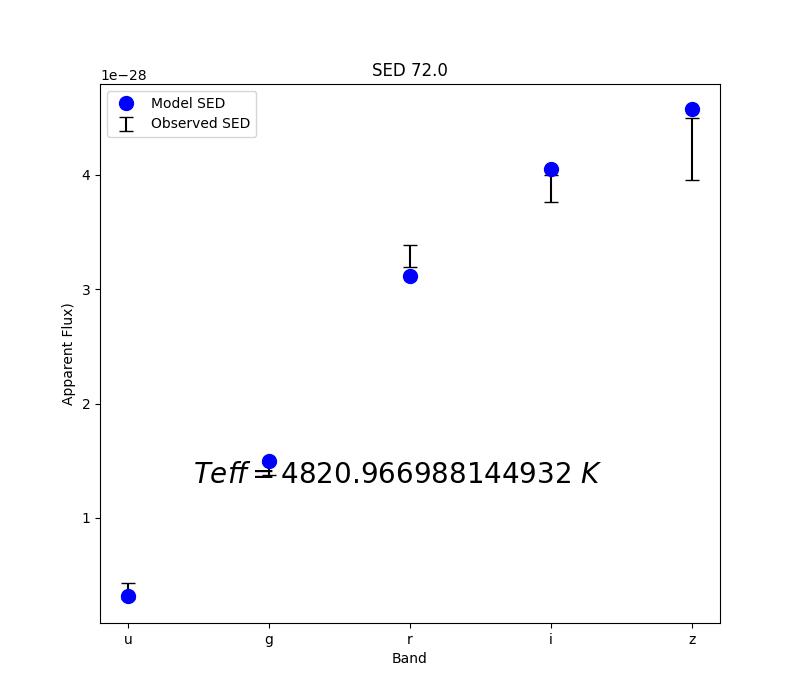 SED 72.0
1e−28
Model SED
Observed SED
4
3
2
1
Apparent Flux)
Teff = 4820.966988144932 K
u g r i z
Band